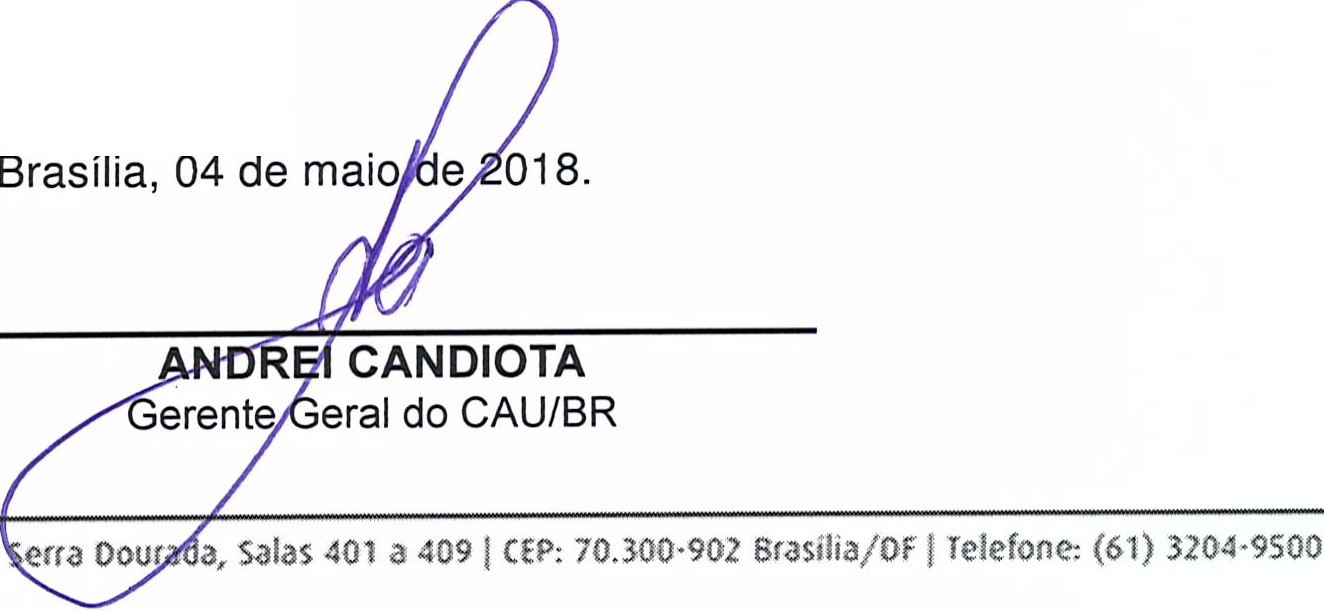 Brasília, 04 de maio de 2018.
ANDREI CANDIOTA
Gerente Geral do CAU/BR
Serra Dourada, Salas 401 a 409 | CEP: 70.300-902 Brasília/DF | Telefone: (61) 3204-9500